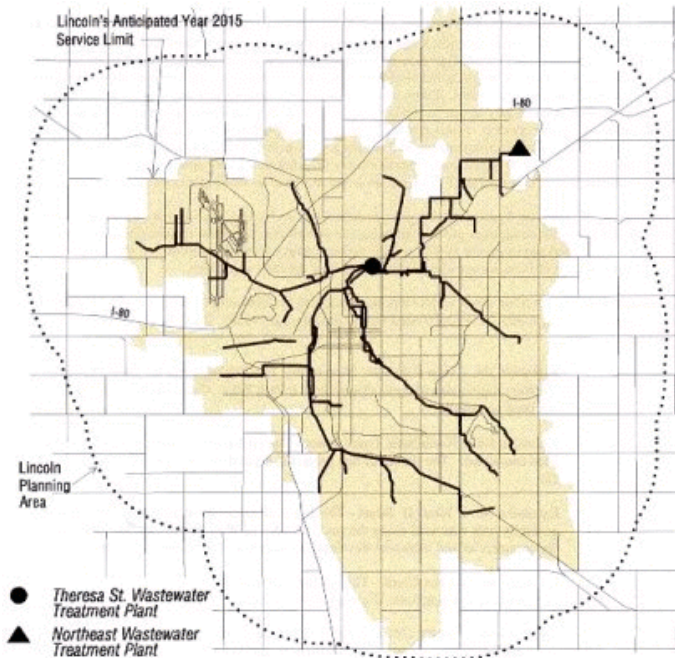 Lincoln's Anticipated Year 2015
Service Limit
I-80
I-80
Lincoln
Planning
Area
Theresa St. Wastewater
Treatment Plant
Northeast Wastewater
Treatment Plant